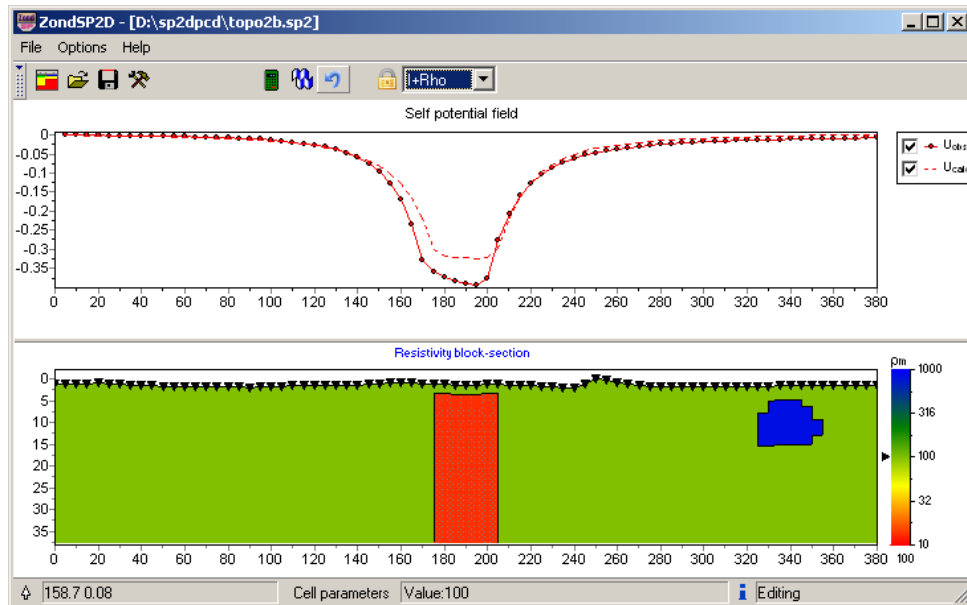 ZondSP2D - [D:\sp2dpcd\topo2b.sp2]
File Options Help
I+Rho
Self potential field
0
-0.05
-0.1
-0.15
-0.2
-0.25
-0.3
-0.35
0 20 40 60 80 100 120 140 160 180 200 220 240 260 280 300 320 340 360 380
Uobs
Ucalc
Resistivity block-section
0
5
10
15
20
25
30
35
0 20 40 60 80 100 120 140 160 180 200 220 240 260 280 300 320 340 360 380
Ωm
1000
316
100
32
10
100
158.7 0.08 Cell parameters Value:100 Editing